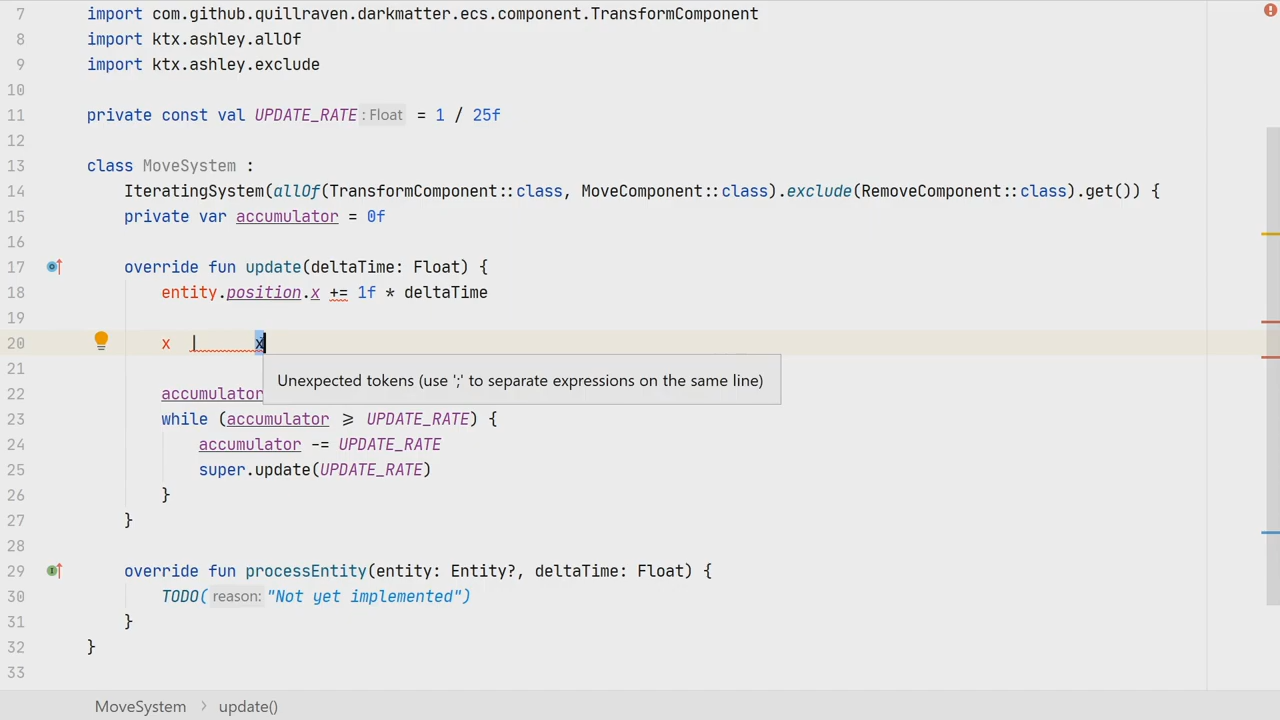 7 import com.github.quillraven.darkmatter.ecs.component.TransformComponent
8 import ktx.ashley.allOf
9 import ktx.ashley.exclude
10
11 private const val UPDATE_RATE : Float = 1 / 25f
12
13 class MoveSystem :
14 IteratingSystem(allOf(TransformComponent::class, MoveComponent::class).exclude(RemoveComponent::class).get()) {
15 private var accumulator = 0f
16
17 override fun update(deltaTime: Float) {
18 entity.position.x += 1f * deltaTime
19
20 x | x
21
Unexpected tokens (use ';' to separate expressions on the same line)
22 accumulator
23 while (accumulator ⩾ UPDATE_RATE) {
24 accumulator -= UPDATE_RATE
25 super.update(UPDATE_RATE)
26 }
27 }
28
29 override fun processEntity(entity: Entity?, deltaTime: Float) {
30 TODO( reason: "Not yet implemented")
31 }
32 }
33
MoveSystem > update()